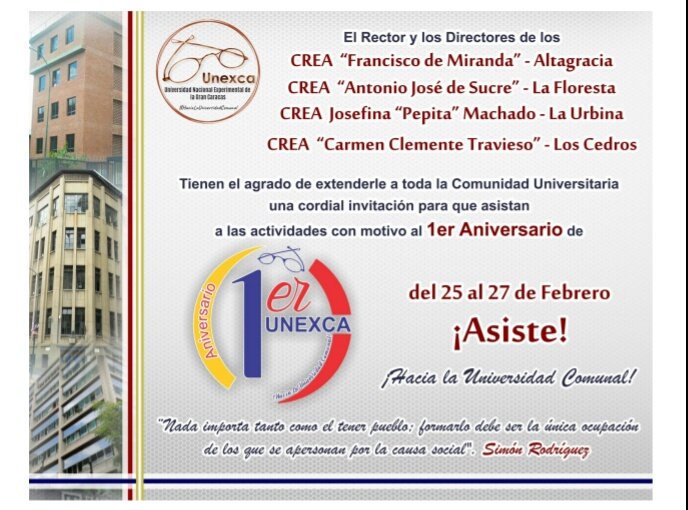 Unexca
Universidad Nacional Experimental de
la Gran Caracas
#HaciaLaUniversidadComunal
El Rector y los Directores de los
CREA “Francisco de Miranda” - Altagracia
CREA “Antonio José de Sucre” - La Floresta
CREA Josefina “Pepita” Machado - La Urbina
CREA “Carmen Clemente Travieso” - Los Cedros
Tienen el agrado de extenderle a toda la Comunidad Universitaria
una cordial invitación para que asistan
a las actividades con motivo al 1er Aniversario de
Aniversario
1er
UNEXCA
"Hacia la Universidad Comunal"
del 25 al 27 de Febrero
¡Asiste!
¡Hacia la Universidad Comunal!
"Nada importa tanto como el tener pueblo: formarlo debe ser la única ocupación
de los que se apersonan por la causa social". Simón Rodríguez